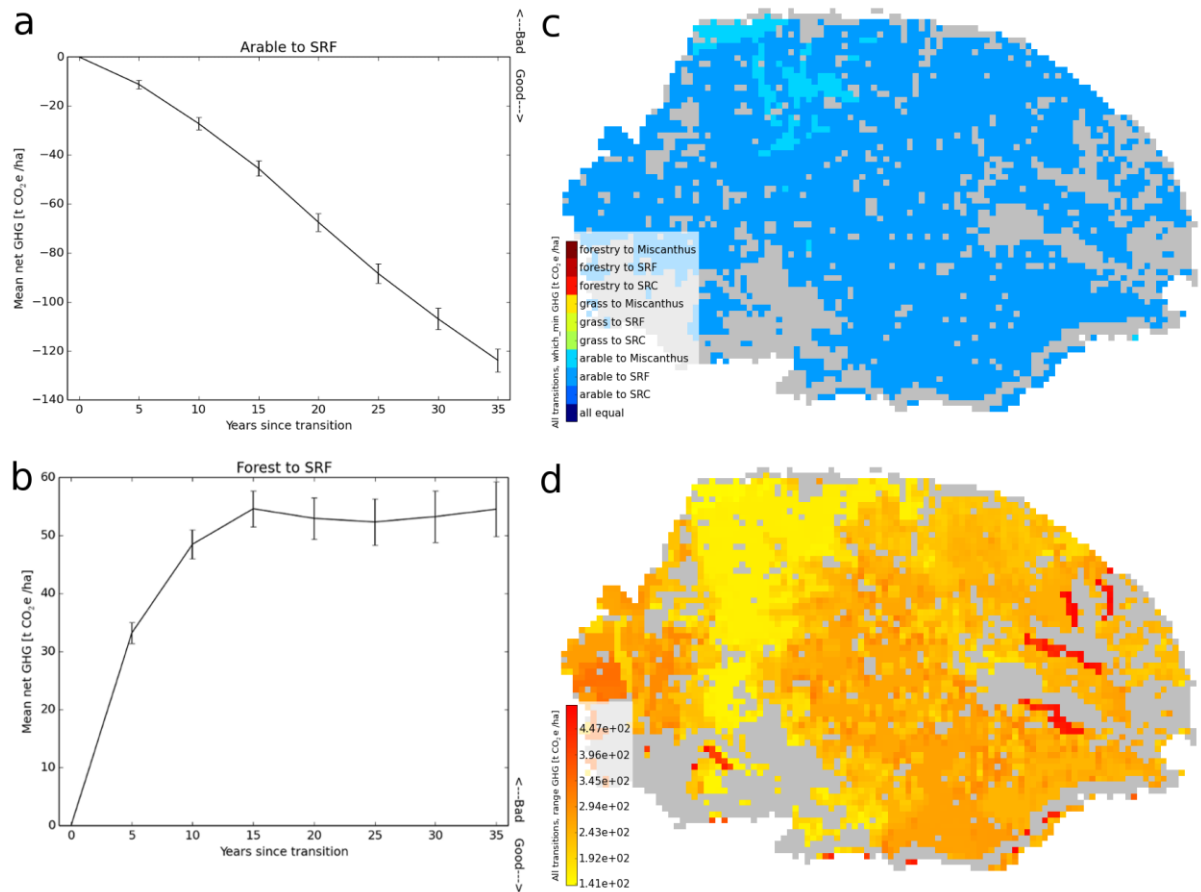 a
Arable to SRF
<---Bad
Good--->
0
−20
−40
−60
−80
−100
−120
−140
Mean net GHG [t CO₂e /ha]
0 5 10 15 20 25 30 35
Years since transition
b
Forest to SRF
60
50
40
30
20
10
0
Mean net GHG [t CO₂e /ha]
<---Bad
Good--->
0 5 10 15 20 25 30 35
Years since transition
c
All transitions, which_min GHG [t CO₂e /ha]
forestry to Miscanthus
forestry to SRF
forestry to SRC
grass to Miscanthus
grass to SRF
grass to SRC
arable to Miscanthus
arable to SRF
arable to SRC
all equal
d
All transitions, range GHG [t CO₂e /ha]
4.47e+02
3.96e+02
3.45e+02
2.94e+02
2.43e+02
1.92e+02
1.41e+02